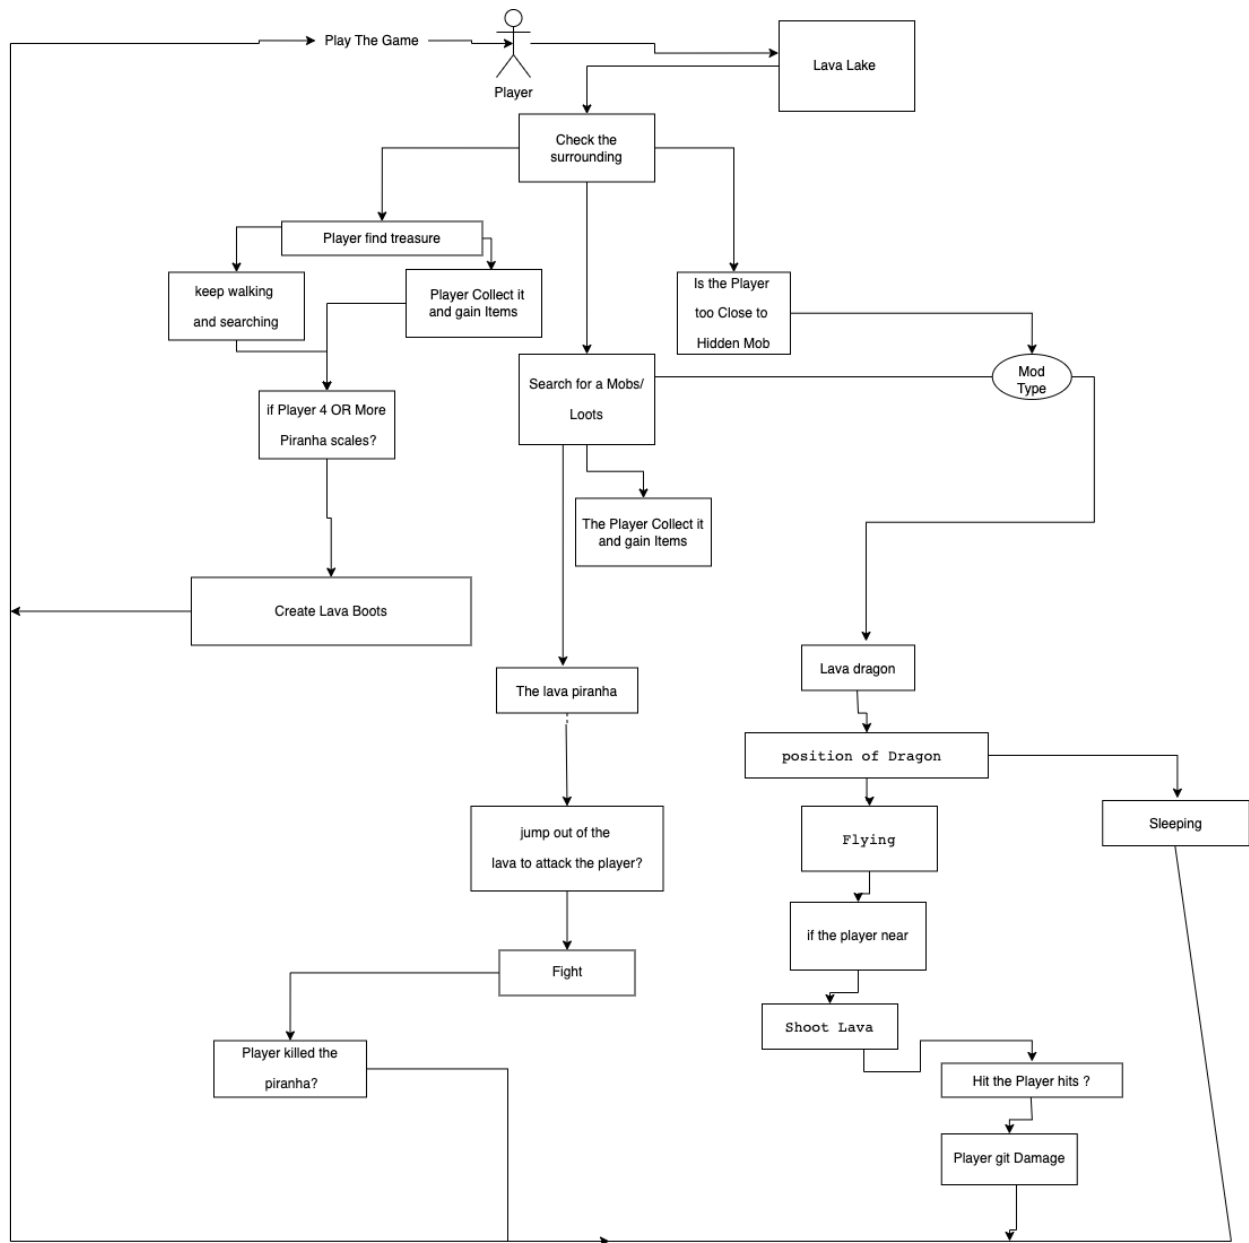 Play The Game
Player
Lava Lake
Check the
surrounding
Player find treasure
keep walking
and searching
Player Collect it
and gain Items
Is the Player
too Close to
Hidden Mob
Mod
Type
Search for a Mobs/
Loots
if Player 4 OR More
Piranha scales?
The Player Collect it
and gain Items
Create Lava Boots
Lava dragon
The lava piranha
position of Dragon
Sleeping
Flying
jump out of the
lava to attack the player?
if the player near
Fight
Shoot Lava
Player killed the
piranha?
Hit the Player hits ?
Player git Damage